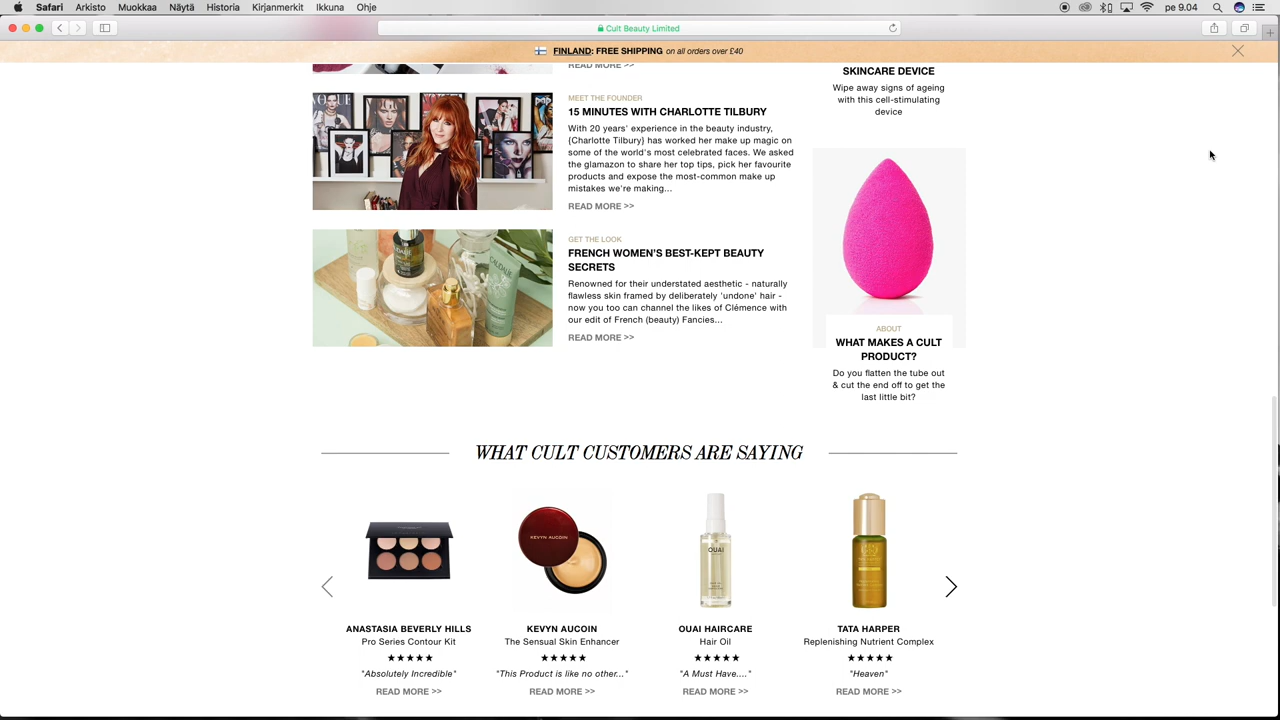 Safari Arkisto Muokkaa Näytä Historia Kirjanmerkit Ikkuna Ohje
pe 9.04
Cult Beauty Limited
FINLAND: FREE SHIPPING on all orders over £40
READ MORE >>
MEET THE FOUNDER
15 MINUTES WITH CHARLOTTE TILBURY
With 20 years' experience in the beauty industry,
{Charlotte Tilbury} has worked her make up magic on
some of the world's most celebrated faces. We asked
the glamazon to share her top tips, pick her favourite
products and expose the most-common make up
mistakes we're making...
READ MORE >>
GET THE LOOK
FRENCH WOMEN'S BEST-KEPT BEAUTY
SECRETS
Renowned for their understated aesthetic - naturally
flawless skin framed by deliberately 'undone' hair -
now you too can channel the likes of Clémence with
our edit of French (beauty) Fancies...
READ MORE >>
SKINCARE DEVICE
Wipe away signs of ageing
with this cell-stimulating
device
ABOUT
WHAT MAKES A CULT
PRODUCT?
Do you flatten the tube out
& cut the end off to get the
last little bit?
WHAT CULT CUSTOMERS ARE SAYING
KEVYN AUCOIN
OUAI
ANASTASIA BEVERLY HILLS
Pro Series Contour Kit
★★★★★
"Absolutely Incredible"
READ MORE >>
KEVYN AUCOIN
The Sensual Skin Enhancer
★★★★★
"This Product is like no other..."
READ MORE >>
OUAI HAIRCARE
Hair Oil
★★★★★
"A Must Have...."
READ MORE >>
TATA HARPER
Replenishing Nutrient Complex
★★★★★
"Heaven"
READ MORE >>